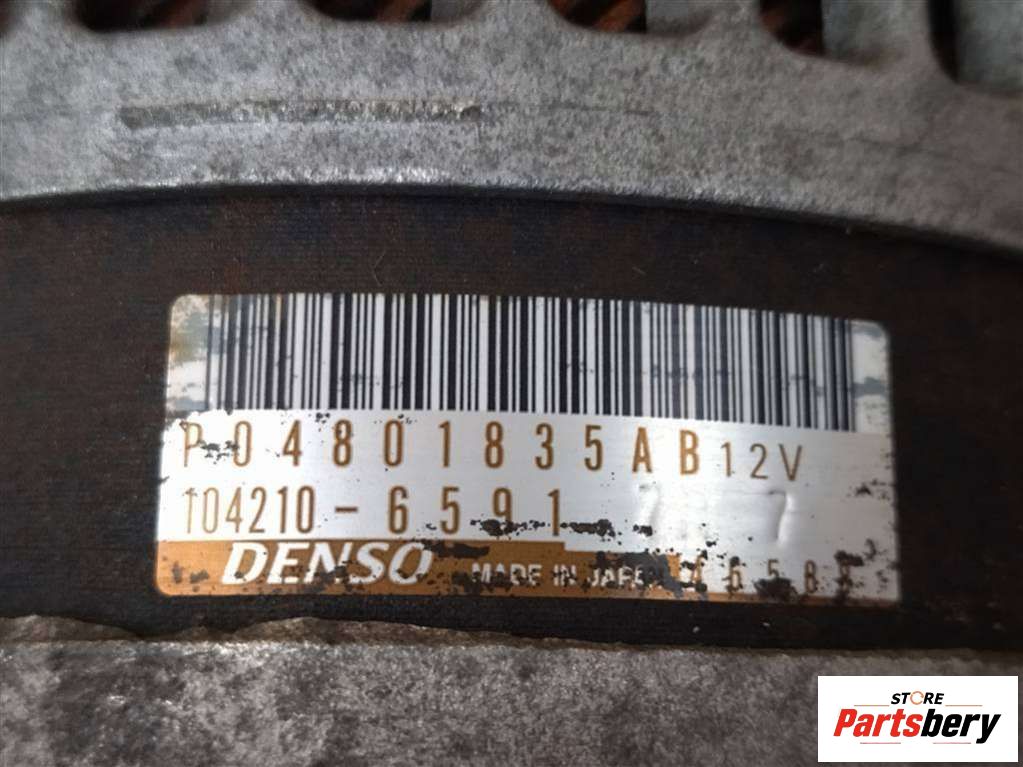 P04801835AB 12V
104210-6591
DENSO MADE IN JAPAN
STORE
Partsbery